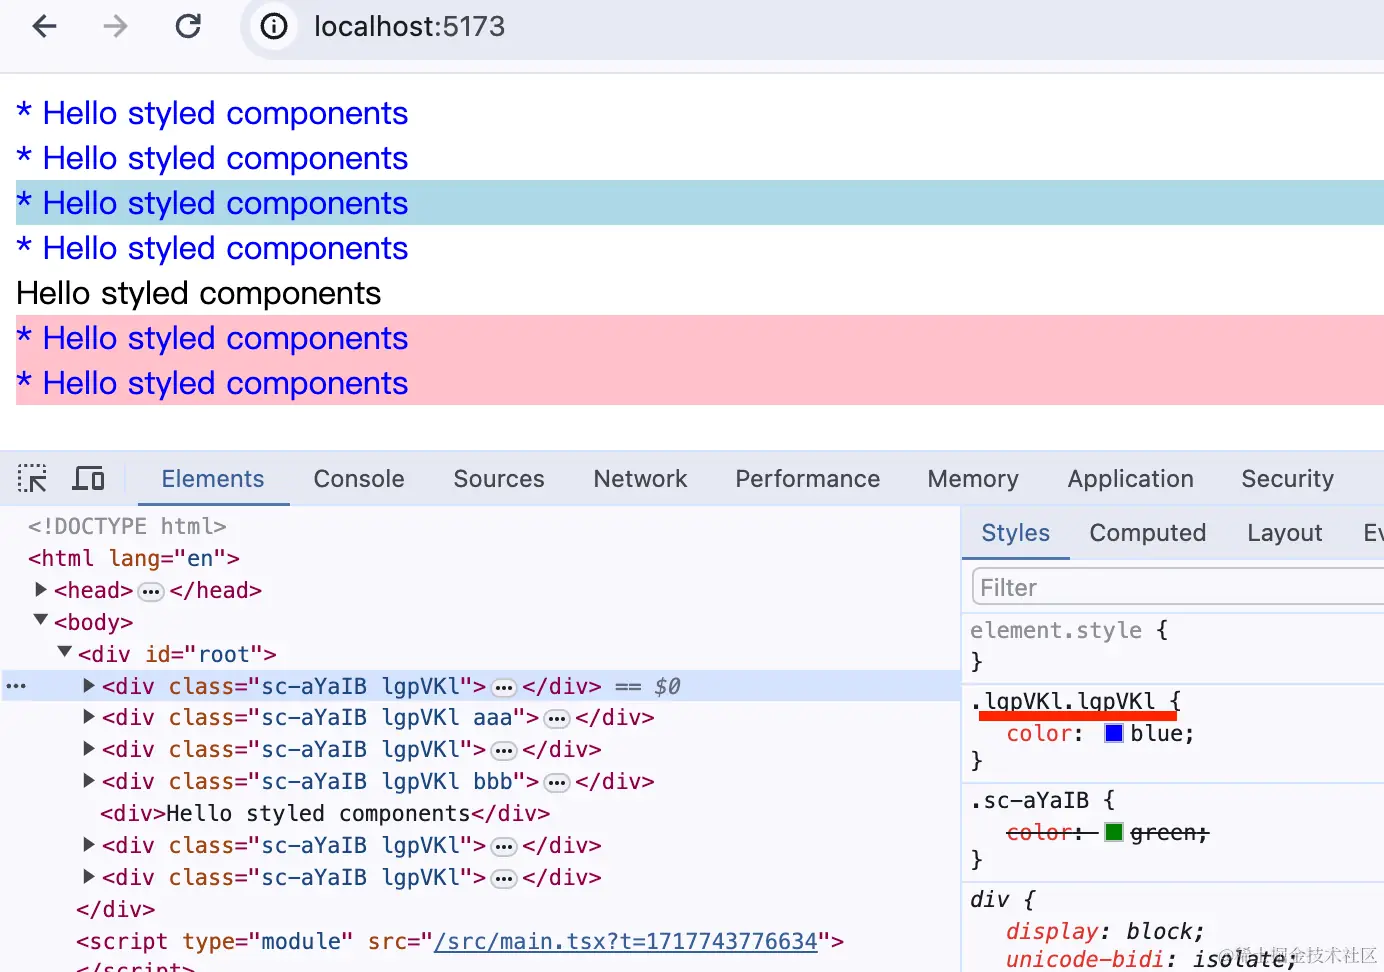 localhost:5173
* Hello styled components
* Hello styled components
* Hello styled components
* Hello styled components
Hello styled components
* Hello styled components
* Hello styled components
Elements Console Sources Network Performance Memory Application Security
<!DOCTYPE html>
<html lang="en">
<head> ••• </head>
<body>
<div id="root">
••• <div class="sc-aYaIB lgpVKl"> ••• </div> == $0
<div class="sc-aYaIB lgpVKl aaa"> ••• </div>
<div class="sc-aYaIB lgpVKl"> ••• </div>
<div class="sc-aYaIB lgpVKl bbb"> ••• </div>
<div>Hello styled components</div>
<div class="sc-aYaIB lgpVKl"> ••• </div>
<div class="sc-aYaIB lgpVKl"> ••• </div>
</div>
<script type="module" src="/src/main.tsx?t=1717743776634">
</script>
Styles Computed Layout Ev
Filter
element.style {
}
.lgpVKl.lgpVKl {
color: blue;
}
.sc-aYaIB {
color: green;
}
div {
display: block;
unicode-bidi: isolate;
@稀土掘金技术社区